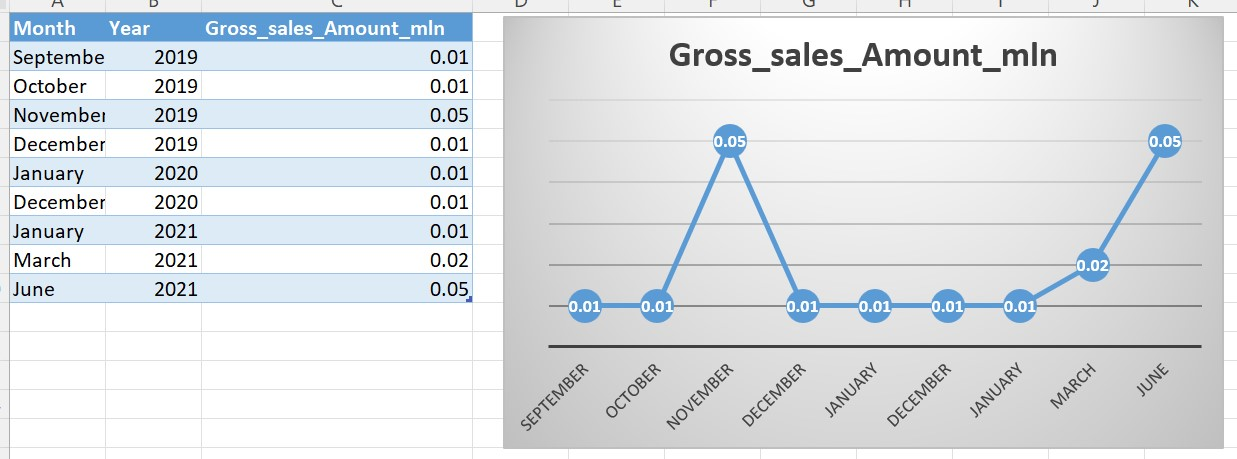 A B C D E F G H I J K
Month Year Gross_sales_Amount_mln
Septembe 2019 0.01
October 2019 0.01
November 2019 0.05
December 2019 0.01
January 2020 0.01
December 2020 0.01
January 2021 0.01
March 2021 0.02
June 2021 0.05
Gross_sales_Amount_mln
0.01 0.01 0.05 0.01 0.01 0.01 0.01 0.02 0.05
SEPTEMBER OCTOBER NOVEMBER DECEMBER JANUARY DECEMBER JANUARY MARCH JUNE